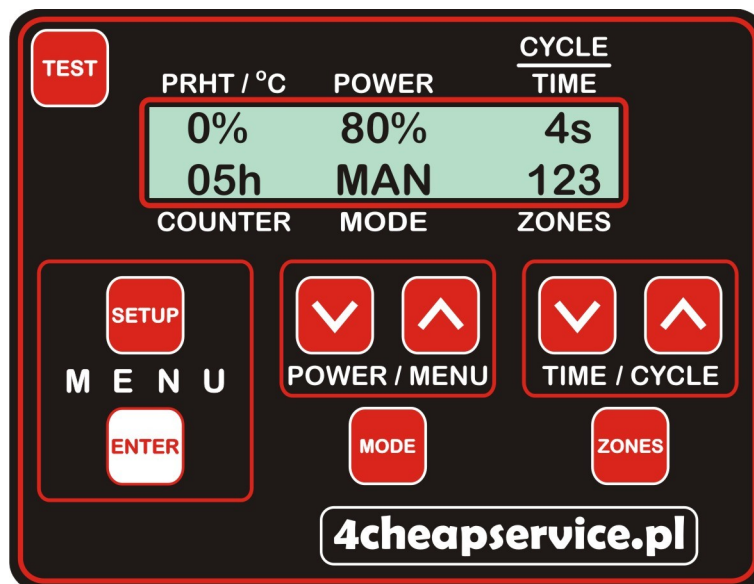 TEST
CYCLE
PRHT / °C POWER TIME
0% 80% 4s
05h MAN 123
COUNTER MODE ZONES
SETUP
MENU
ENTER
POWER / MENU
TIME / CYCLE
MODE
ZONES
4cheapservice.pl